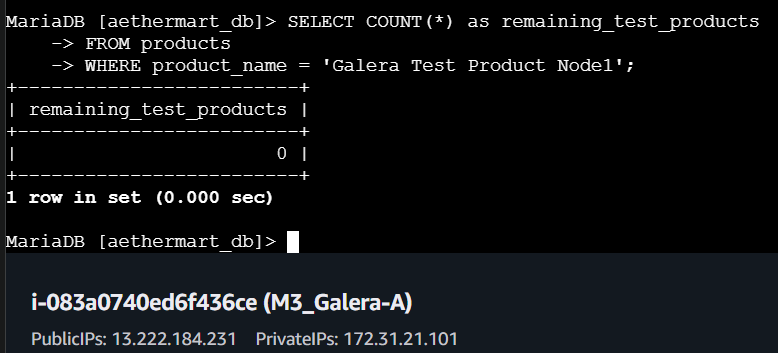 MariaDB [aethermart_db]> SELECT COUNT(*) as remaining_test_products
    -> FROM products
    -> WHERE product_name = 'Galera Test Product Node1';
+-------------------------+
| remaining_test_products |
+-------------------------+
|                       0 |
+-------------------------+
1 row in set (0.000 sec)
MariaDB [aethermart_db]>
i-083a0740ed6f436ce (M3_Galera-A)
PublicIPs: 13.222.184.231    PrivateIPs: 172.31.21.101